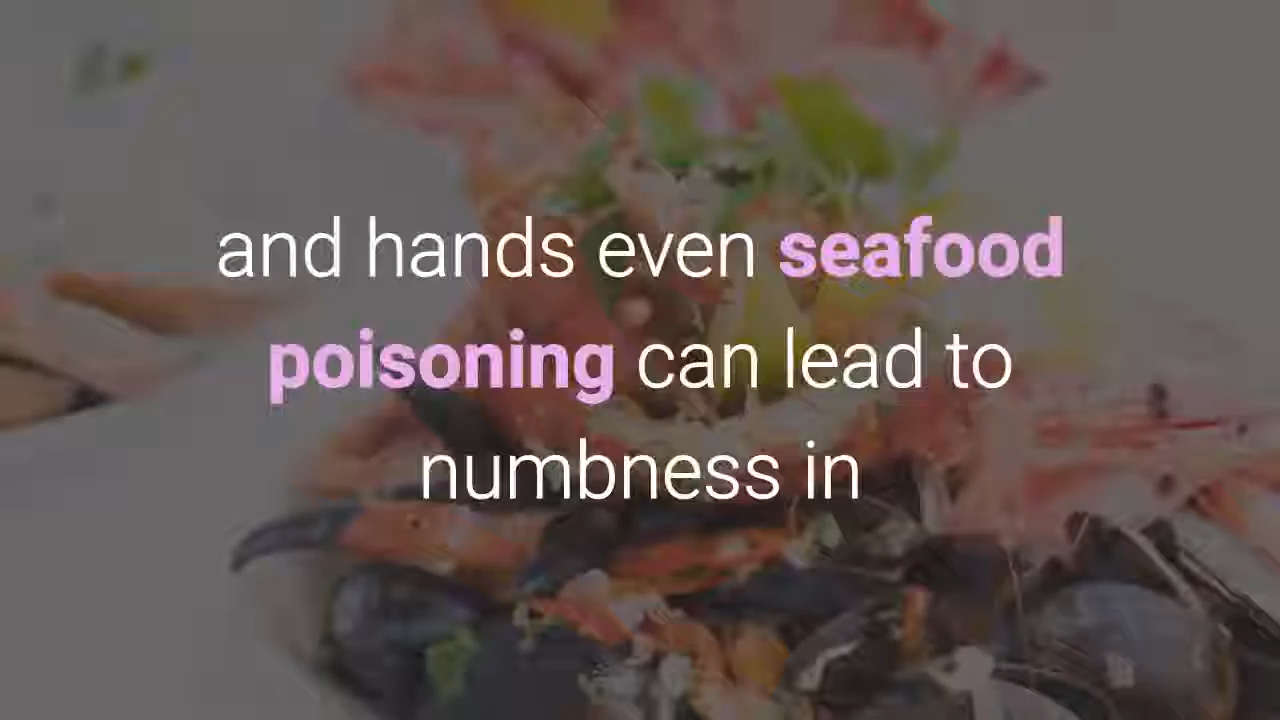 and hands even seafood
poisoning can lead to
numbness in